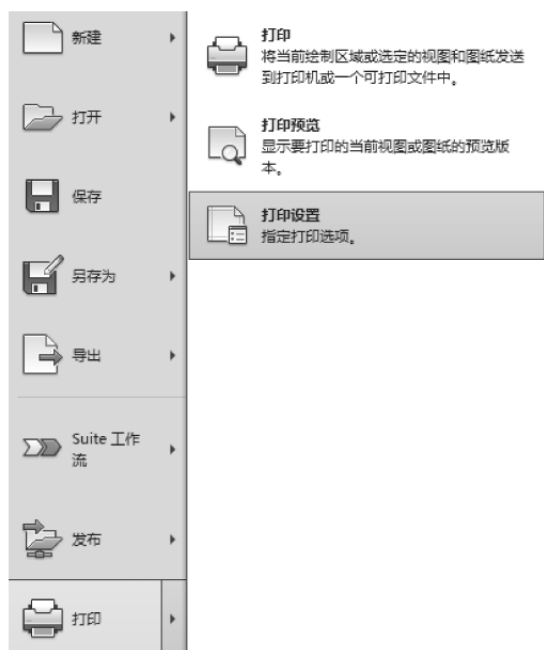 新建
打开
保存
另存为
导出
Suite 工作
流
发布
打印
打印
将当前绘制区域或选定的视图和图纸发送
到打印机或一个可打印文件中。
打印预览
显示要打印的当前视图或图纸的预览版
本。
打印设置
指定打印选项。